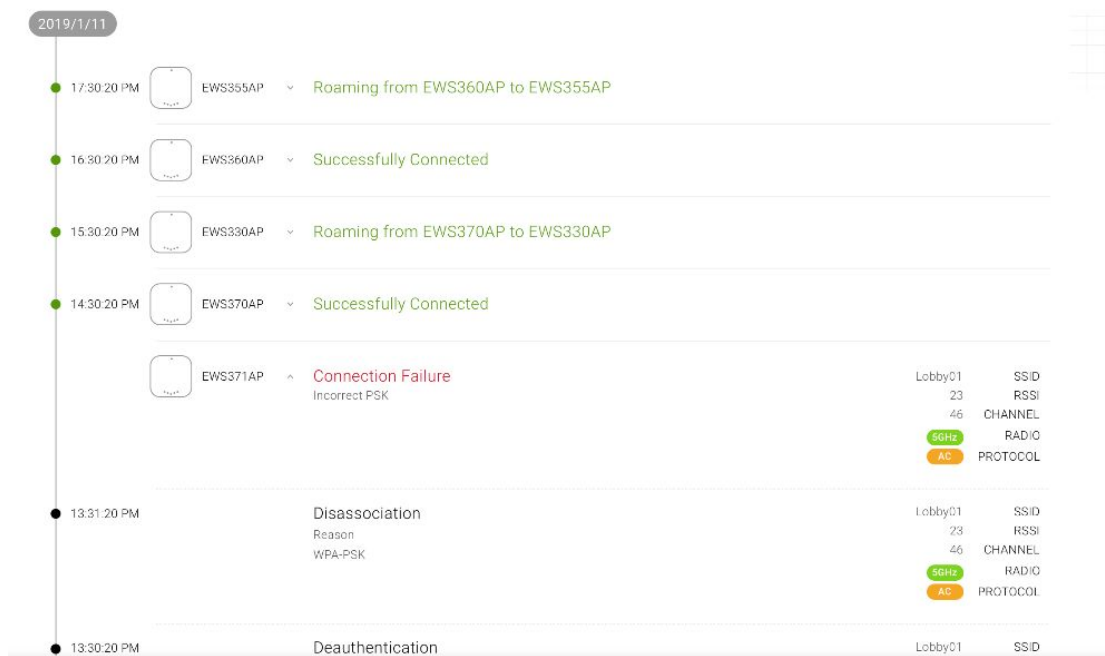 2019/1/11
17:30:20 PM EWS355AP Roaming from EWS360AP to EWS355AP
16:30:20 PM EWS360AP Successfully Connected
15:30:20 PM EWS330AP Roaming from EWS370AP to EWS330AP
14:30:20 PM EWS370AP Successfully Connected
EWS371AP Connection Failure Lobby01 SSID
Incorrect PSK 23 RSSI
46 CHANNEL
5GHz RADIO
AC PROTOCOL
13:31:20 PM Disassociation Lobby01 SSID
Reason 23 RSSI
WPA-PSK 46 CHANNEL
5GHz RADIO
AC PROTOCOL
13:30:20 PM Deauthentication Lobby01 SSID